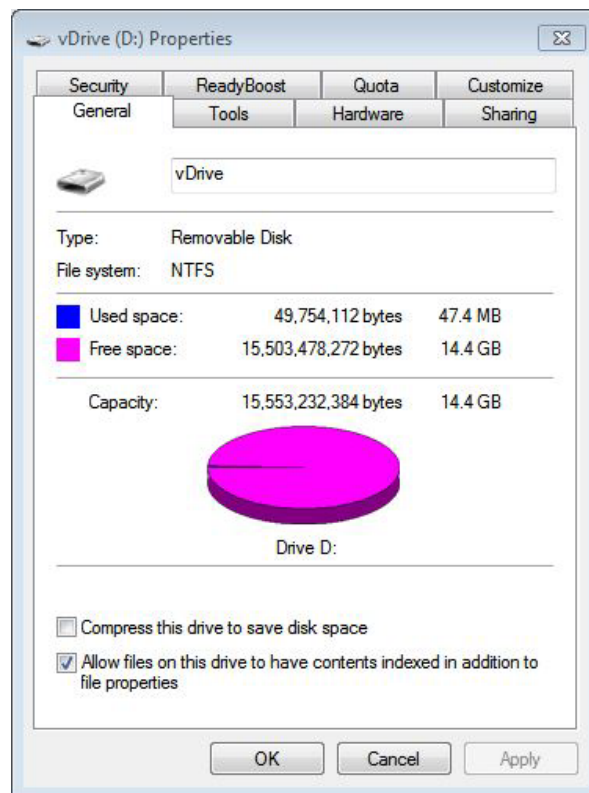 vDrive (D:) Properties
Security ReadyBoost Quota Customize
General Tools Hardware Sharing
vDrive
Type: Removable Disk
File system: NTFS
Used space: 49,754,112 bytes 47.4 MB
Free space: 15,503,478,272 bytes 14.4 GB
Capacity: 15,553,232,384 bytes 14.4 GB
Drive D:
Compress this drive to save disk space
Allow files on this drive to have contents indexed in addition to
file properties
OK Cancel Apply